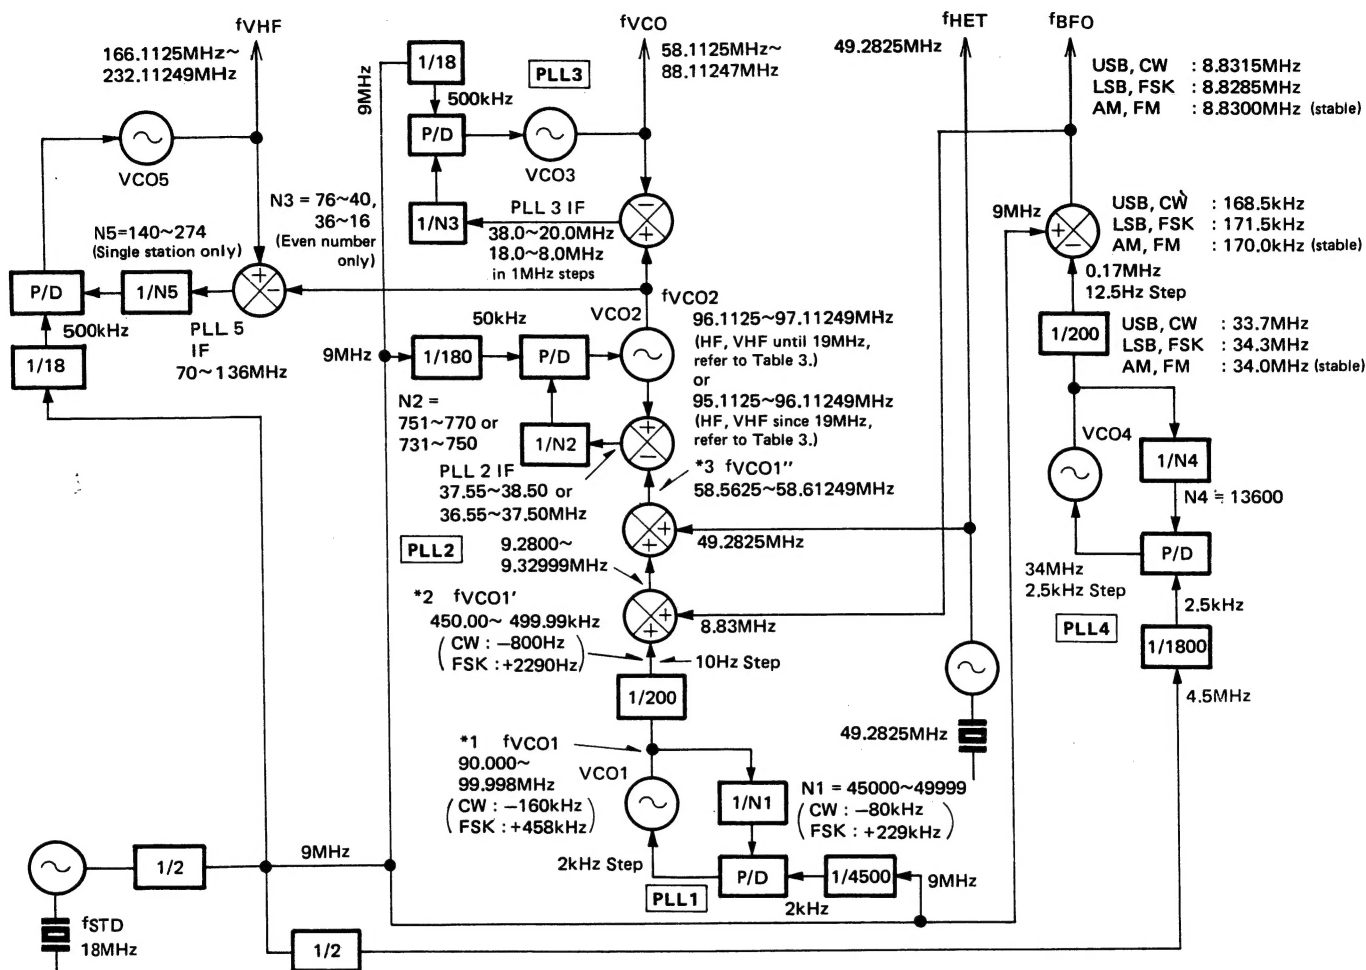 fVHF
166.1125MHz~
232.11249MHz
VCO5
N5=140~274
(Single station only)
P/D
1/N5
500kHz
PLL 5
IF
70~136MHz
1/18
9MHz
1/18
500kHz
PLL3
P/D
VCO3
fVCO
58.1125MHz~
88.11247MHz
N3 = 76~40,
36~16
(Even number
only)
1/N3
PLL 3 IF
38.0~20.0MHz
18.0~8.0MHz
in 1MHz steps
fHET
49.2825MHz
fBFO
USB, CW : 8.8315MHz
LSB, FSK : 8.8285MHz
AM, FM : 8.8300MHz (stable)
9MHz
USB, CW : 168.5kHz
LSB, FSK : 171.5kHz
AM, FM : 170.0kHz (stable)
0.17MHz
12.5Hz Step
1/200
USB, CW : 33.7MHz
LSB, FSK : 34.3MHz
AM, FM : 34.0MHz (stable)
VCO4
1/N4
N4 = 13600
P/D
34MHz
2.5kHz Step
2.5kHz
PLL4
1/1800
4.5MHz
50kHz
9MHz
1/180
P/D
VCO2
fVCO2
96.1125~97.11249MHz
(HF, VHF until 19MHz,
refer to Table 3.)
or
95.1125~96.11249MHz
(HF, VHF since 19MHz,
refer to Table 3.)
N2 =
751~770 or
731~750
1/N2
PLL 2 IF
37.55~38.50 or
36.55~37.50MHz
*3 fVCO1''
58.5625~58.61249MHz
PLL2
9.2800~
9.32999MHz
49.2825MHz
*2 fVCO1'
450.00~499.99kHz
(CW : −800Hz
FSK : +2290Hz)
8.83MHz
10Hz Step
1/200
49.2825MHz
*1 fVCO1
90.000~
99.998MHz
(CW : −160kHz
FSK : +458kHz)
VCO1
1/N1
N1 = 45000~49999
(CW : −80kHz
FSK : +229kHz)
2kHz Step
P/D
1/4500
9MHz
PLL1
2kHz
1/2
9MHz
fSTD
18MHz
1/2